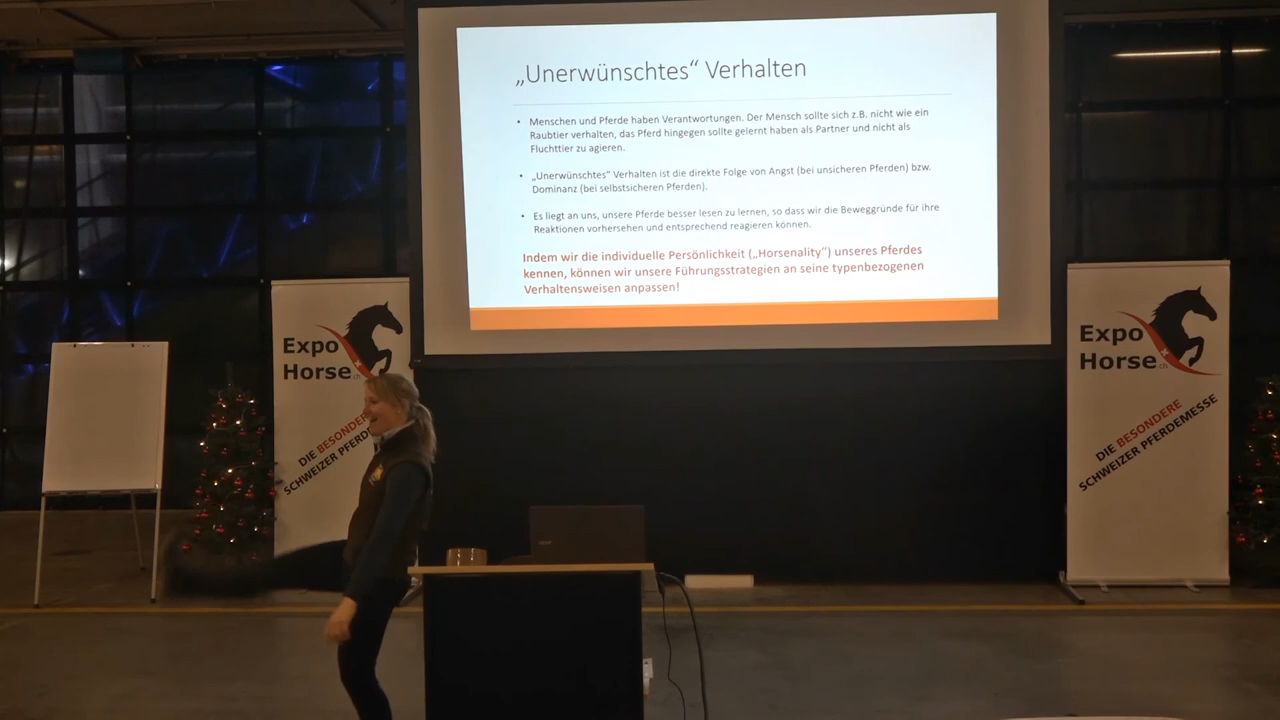 „Unerwünschtes“ Verhalten
• Menschen und Pferde haben Verantwortungen. Der Mensch sollte sich z.B. nicht wie ein
Raubtier verhalten, das Pferd hingegen sollte gelernt haben als Partner und nicht als
Fluchttier zu agieren.
• „Unerwünschtes“ Verhalten ist die direkte Folge von Angst (bei unsicheren Pferden) bzw.
Dominanz (bei selbstsicheren Pferden).
• Es liegt an uns, unsere Pferde besser lesen zu lernen, so dass wir die Beweggründe für ihre
Reaktionen vorhersehen und entsprechend reagieren können.
Indem wir die individuelle Persönlichkeit („Horsenality“) unseres Pferdes
kennen, können wir unsere Führungsstrategien an seine typenbezogenen
Verhaltensweisen anpassen!
Expo
Horse.ch
DIE BESONDER
SCHWEIZER PFERDE
Expo
Horse.ch
DIE BESONDERE
SCHWEIZER PFERDEMESSE